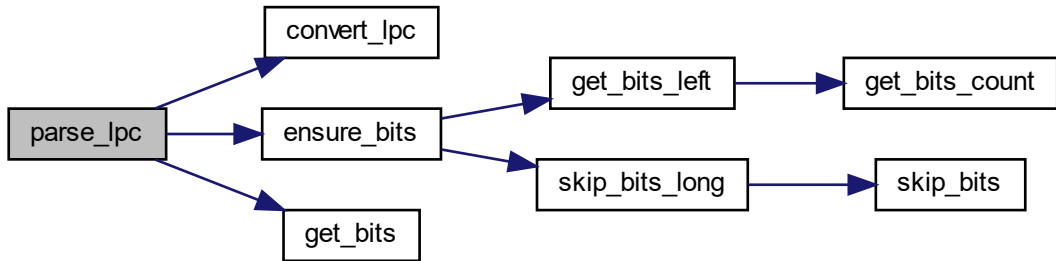 convert_lpc
get_bits_left
get_bits_count
parse_lpc
ensure_bits
skip_bits_long
skip_bits
get_bits